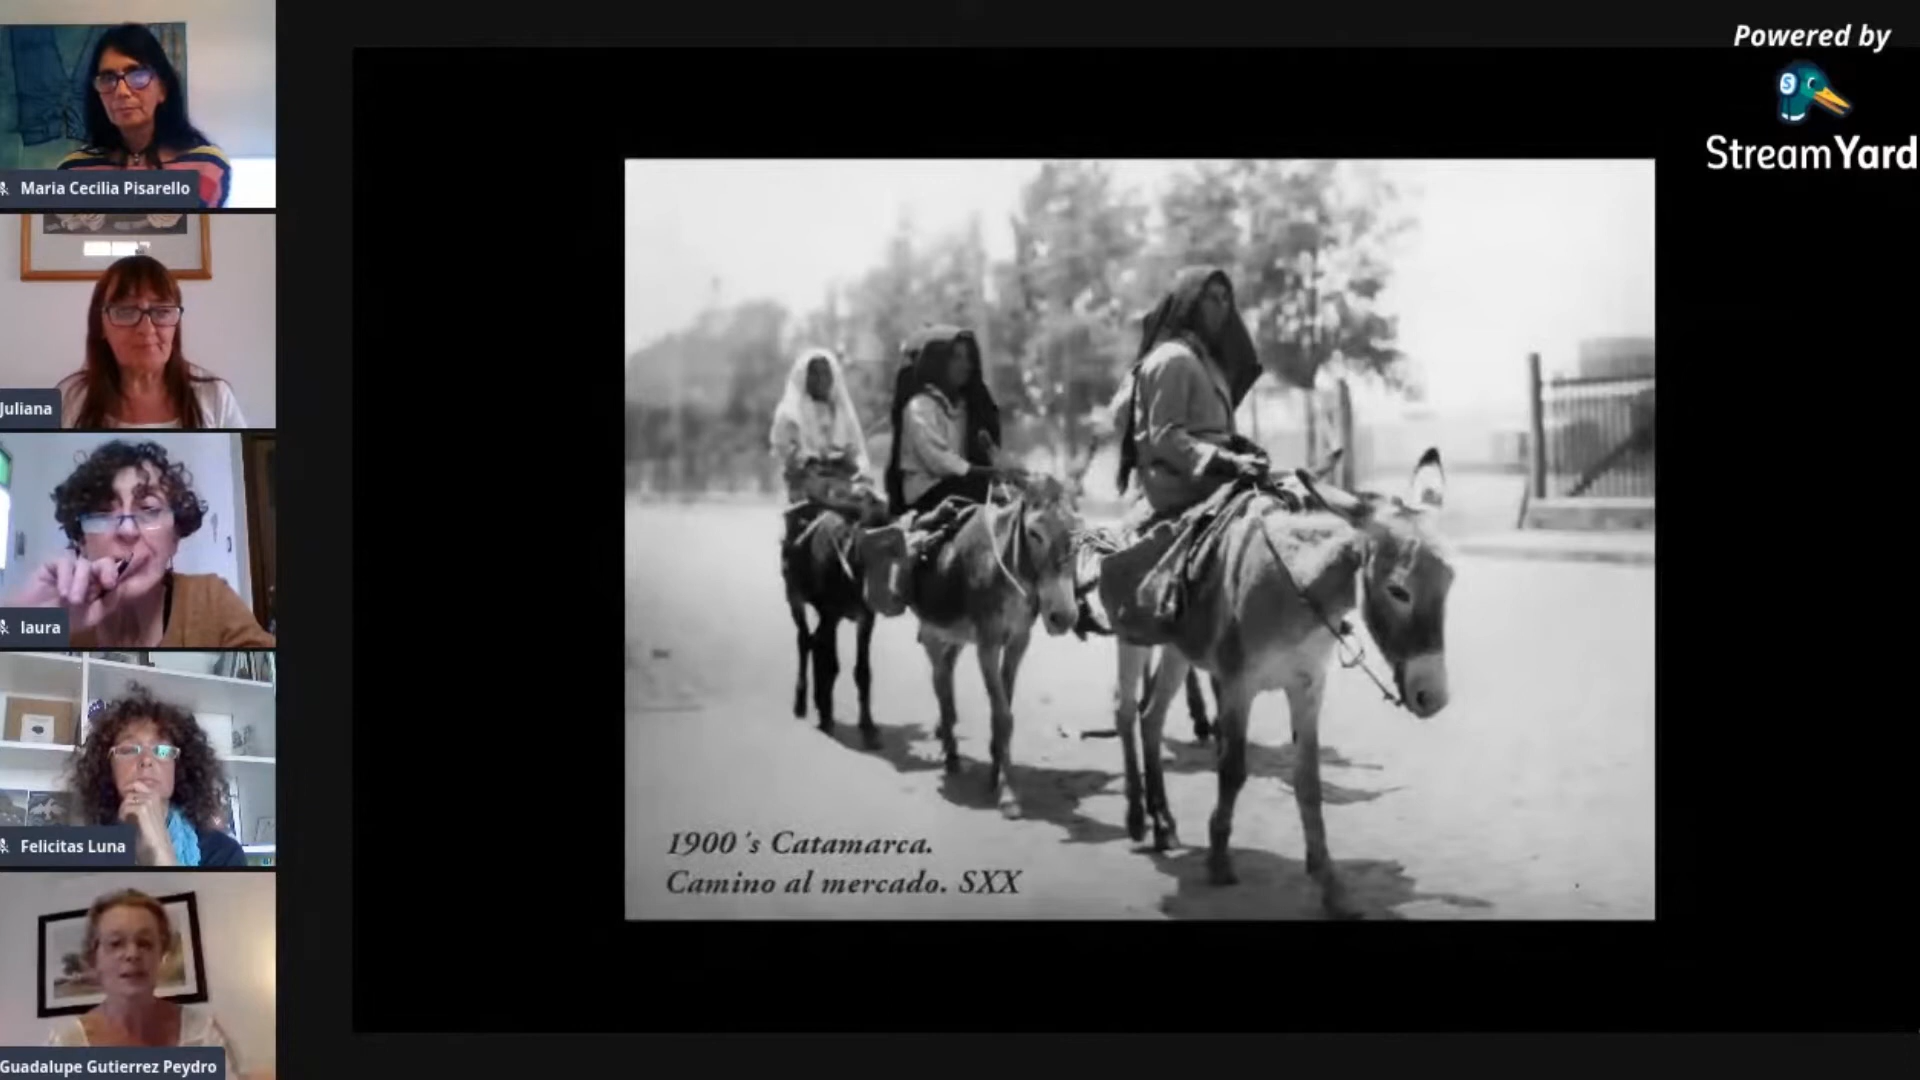 Powered by
StreamYard
Maria Cecilia Pisarello
Juliana
laura
Felicitas Luna
Guadalupe Gutierrez Peydro
1900 's Catamarca.
Camino al mercado. SXX